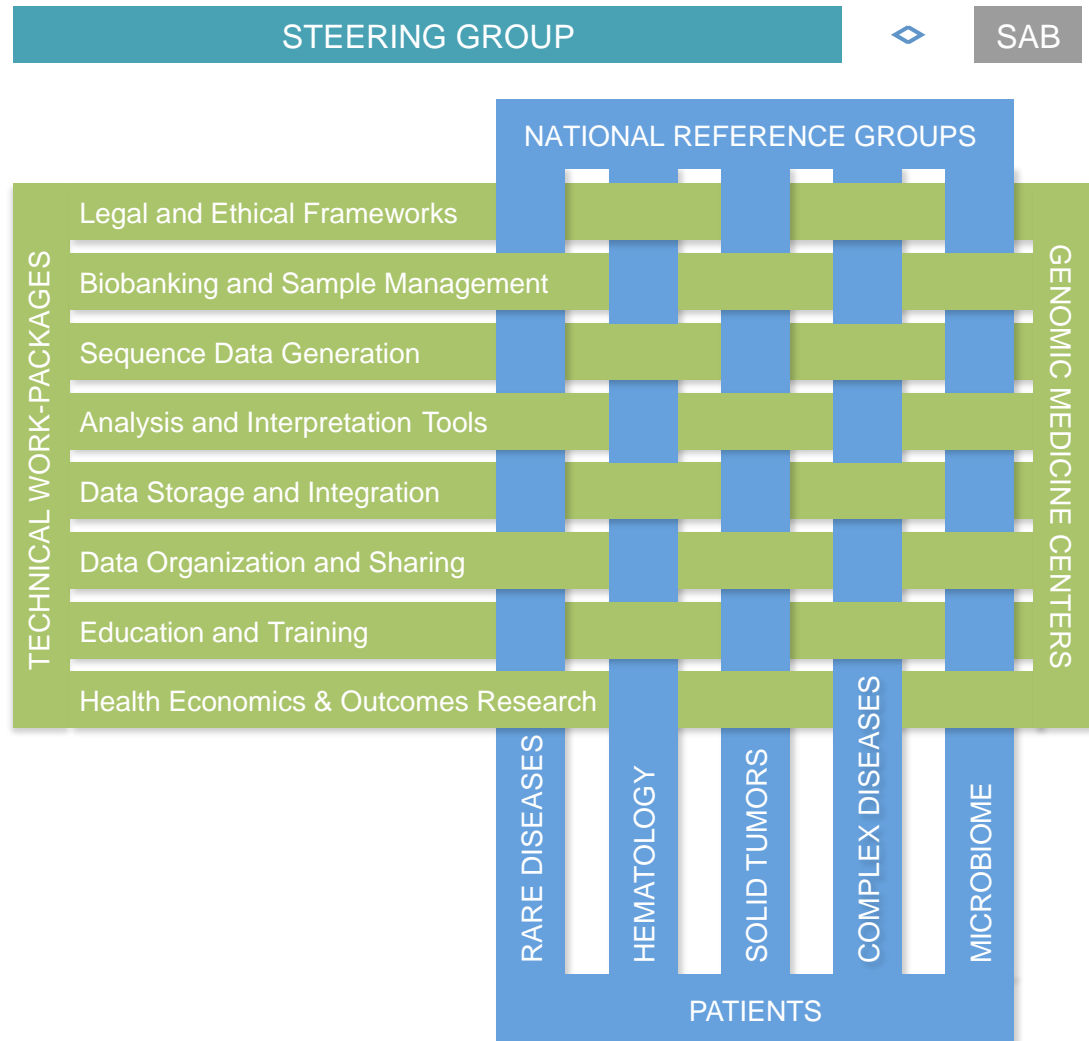 STEERING GROUP
SAB
NATIONAL REFERENCE GROUPS
TECHNICAL WORK-PACKAGES
Legal and Ethical Frameworks
Biobanking and Sample Management
Sequence Data Generation
Analysis and Interpretation Tools
Data Storage and Integration
Data Organization and Sharing
Education and Training
Health Economics & Outcomes Research
GENOMIC MEDICINE CENTERS
RARE DISEASES
HEMATOLOGY
SOLID TUMORS
COMPLEX DISEASES
MICROBIOME
PATIENTS